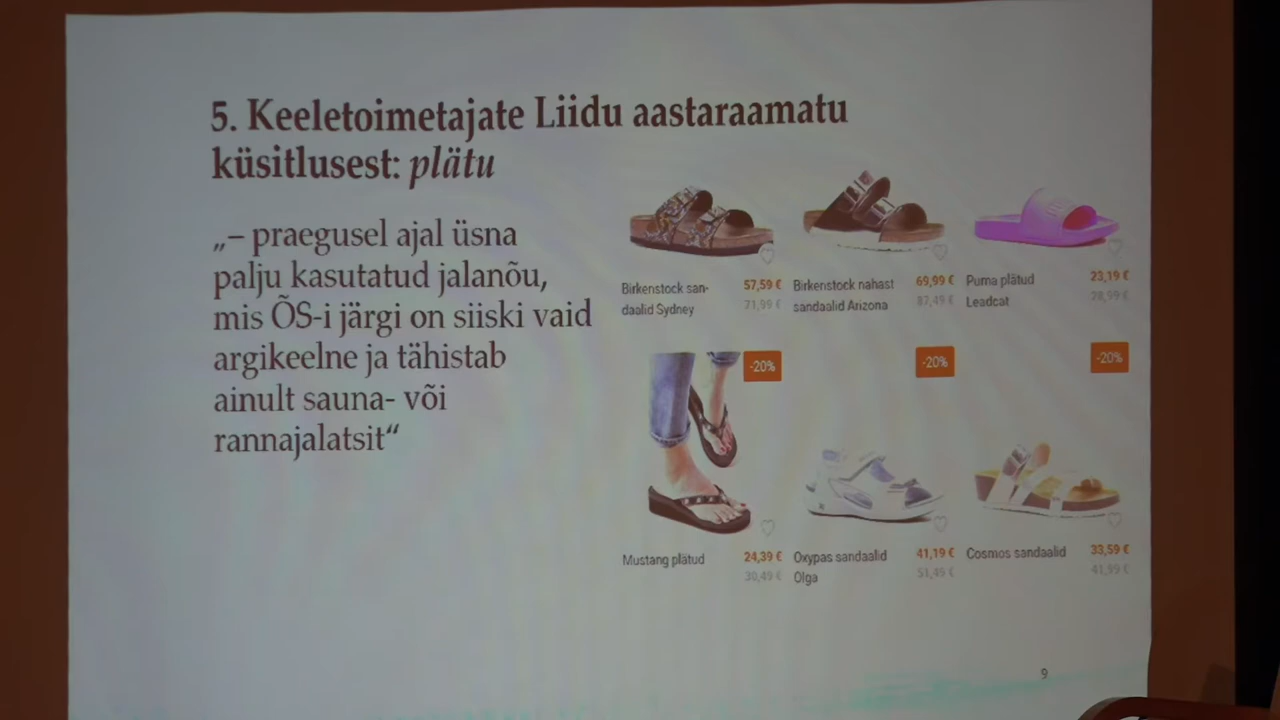 5. Keeletoimetajate Liidu aastaraamatu
küsitlusest: plätu
„– praegusel ajal üsna
palju kasutatud jalanõu,
mis ÕS-i järgi on siiski vaid
argikeelne ja tähistab
ainult sauna- või
rannajalatsit“
Birkenstock san-
daalid Sydney
57,59 €
71,99 €
Birkenstock nahast
sandaalid Arizona
69,99 €
87,49 €
Puma plätud
Leadcat
23,19 €
28,99 €
-20%
-20%
-20%
Mustang plätud
24,39 €
30,49 €
Oxypas sandaalid
Olga
41,19 €
51,49 €
Cosmos sandaalid
33,59 €
41,99 €
9